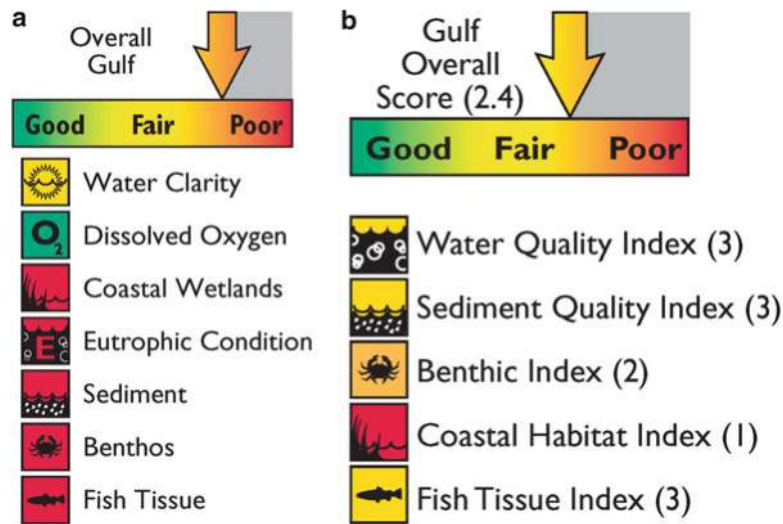 a
Overall
Gulf
Good Fair Poor
Water Clarity
O2 Dissolved Oxygen
Coastal Wetlands
E Eutrophic Condition
Sediment
Benthos
Fish Tissue
b
Gulf
Overall
Score (2.4)
Good Fair Poor
Water Quality Index (3)
Sediment Quality Index (3)
Benthic Index (2)
Coastal Habitat Index (1)
Fish Tissue Index (3)